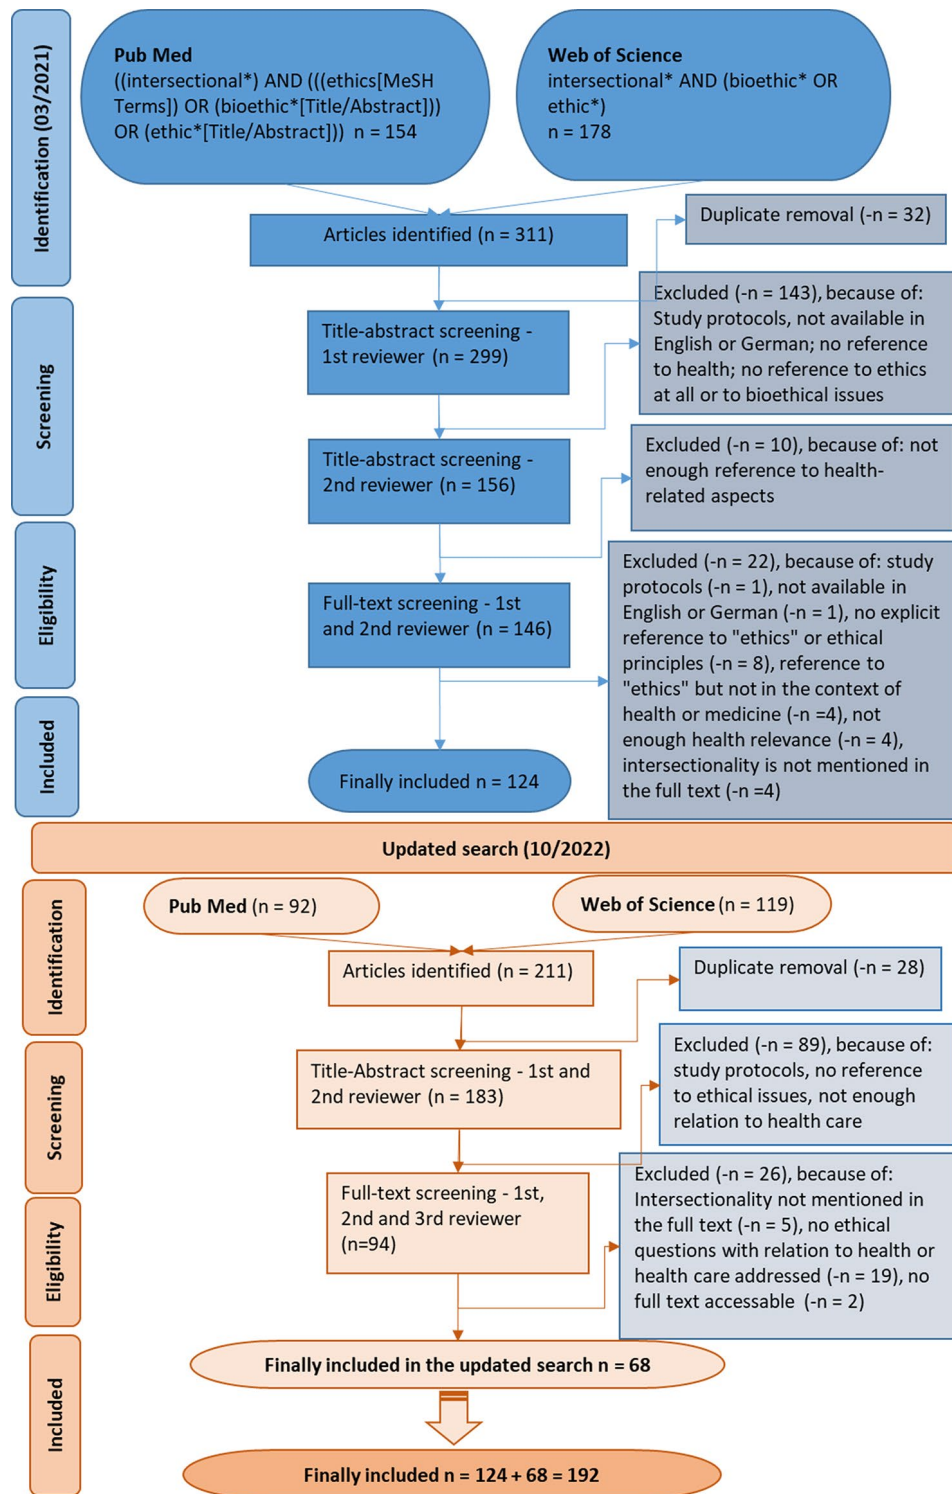 Identification (03/2021)
Pub Med
((intersectional*) AND (((ethics[MeSH
Terms]) OR (bioethic*[Title/Abstract]))
OR (ethic*[Title/Abstract])) n = 154
Web of Science
intersectional* AND (bioethic* OR
ethic*)
n = 178
Articles identified (n = 311)
Duplicate removal (-n = 32)
Screening
Title-abstract screening -
1st reviewer (n = 299)
Excluded (-n = 143), because of:
Study protocols, not available in
English or German; no reference
to health; no reference to ethics
at all or to bioethical issues
Title-abstract screening -
2nd reviewer (n = 156)
Excluded (-n = 10), because of: not
enough reference to health-
related aspects
Eligibility
Full-text screening - 1st
and 2nd reviewer (n = 146)
Excluded (-n = 22), because of: study
protocols (-n = 1), not available in
English or German (-n = 1), no explicit
reference to "ethics" or ethical
principles (-n = 8), reference to
"ethics" but not in the context of
health or medicine (-n =4), not
enough health relevance (-n = 4),
intersectionality is not mentioned in
the full text (-n =4)
Included
Finally included n = 124
Updated search (10/2022)
Identification
Pub Med (n = 92)
Web of Science (n = 119)
Articles identified (n = 211)
Duplicate removal (-n = 28)
Screening
Title-Abstract screening - 1st and
2nd reviewer (n = 183)
Excluded (-n = 89), because of:
study protocols, no reference
to ethical issues, not enough
relation to health care
Eligibility
Full-text screening - 1st,
2nd and 3rd reviewer
(n=94)
Excluded (-n = 26), because of:
Intersectionality not mentioned in
the full text (-n = 5), no ethical
questions with relation to health or
health care addressed (-n = 19), no
full text accessable (-n = 2)
Included
Finally included in the updated search n = 68
Finally included n = 124 + 68 = 192